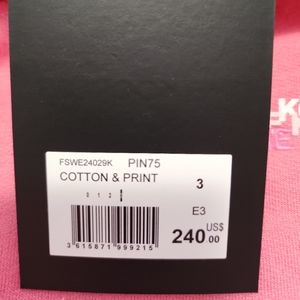 FSWE24029K PIN75
COTTON & PRINT
3
0 1 2
E3
US$
240.00
3 615871 999215